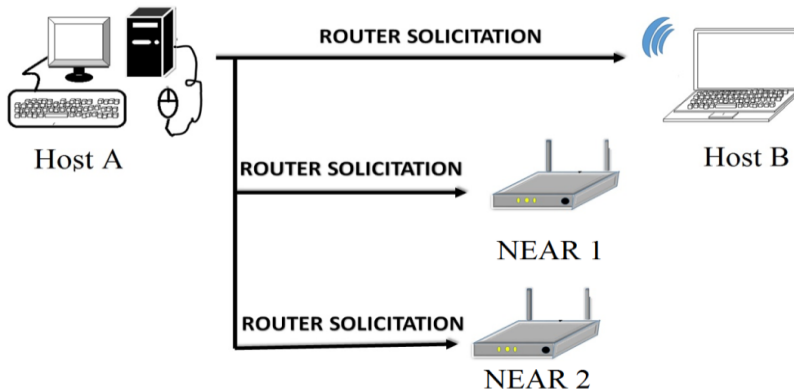 ROUTER SOLICITATION
Host A
Host B
ROUTER SOLICITATION
NEAR 1
ROUTER SOLICITATION
NEAR 2